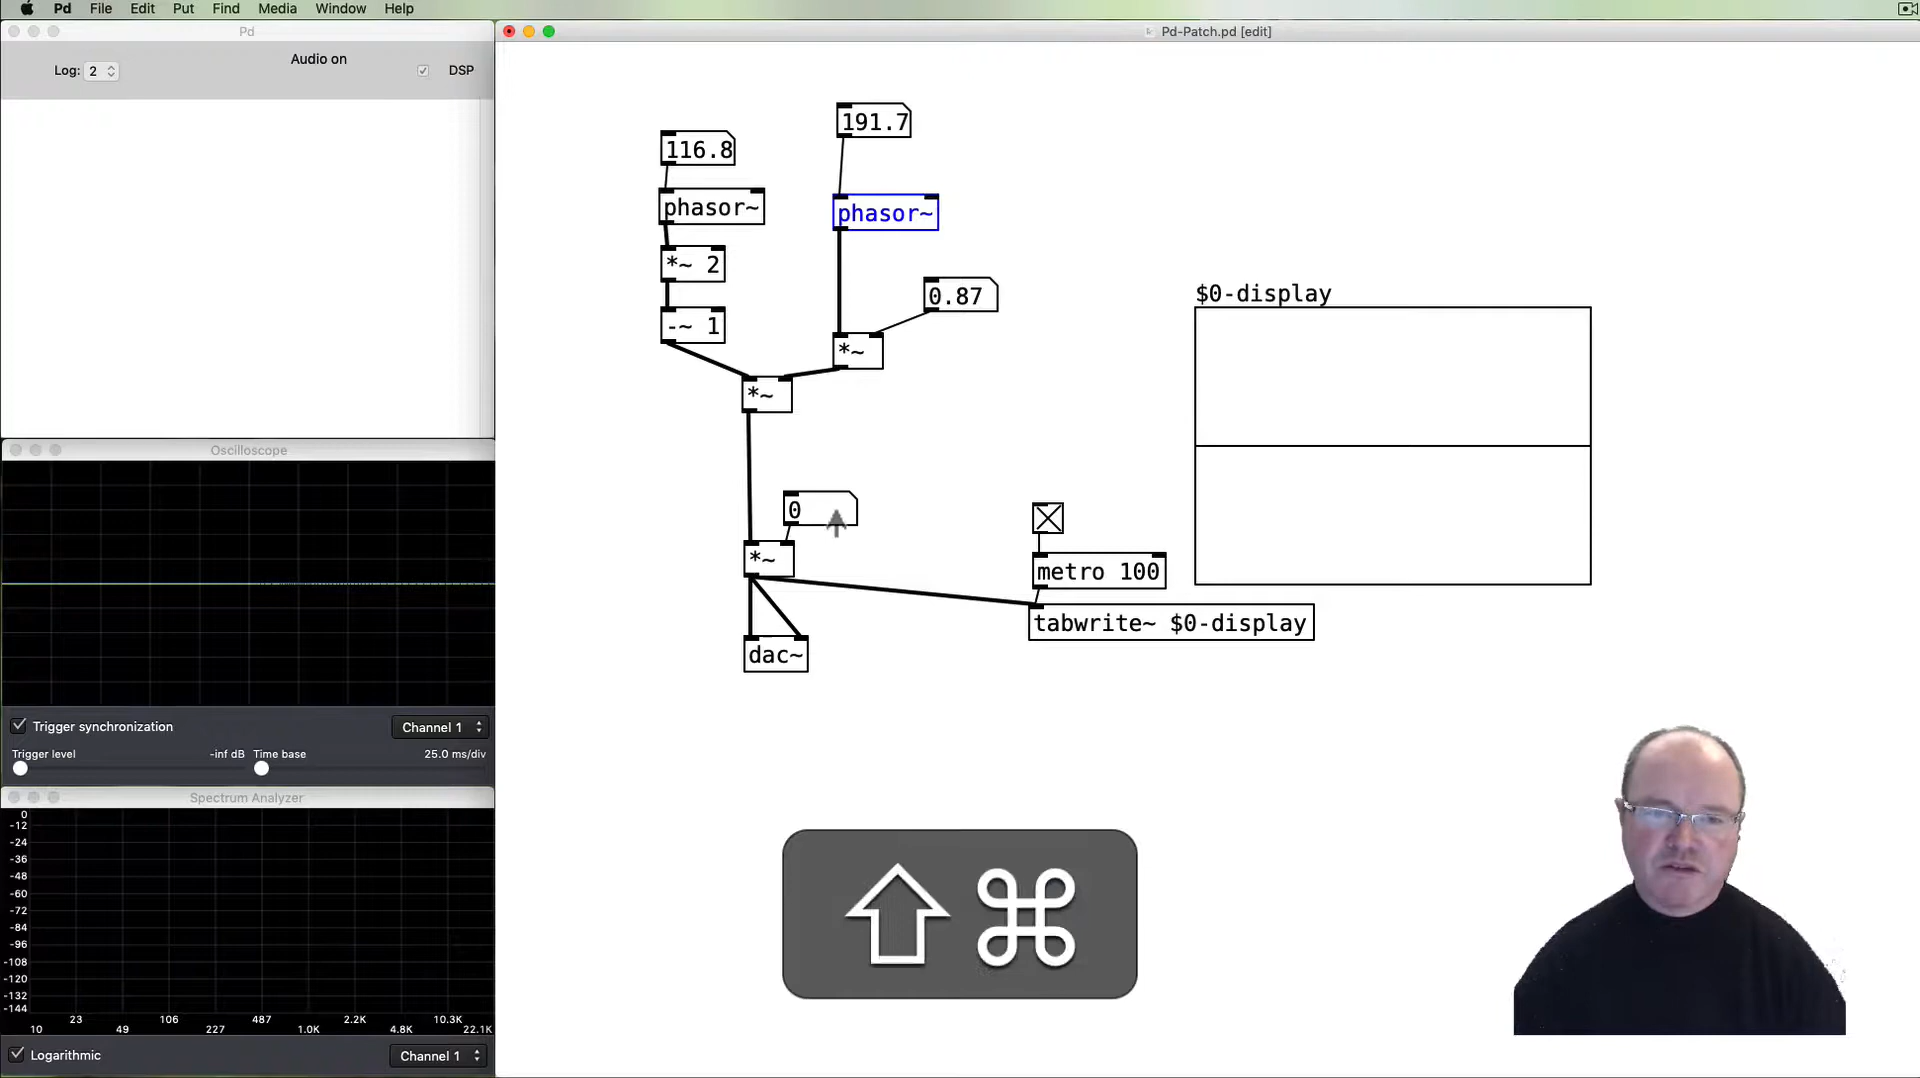 Pd File Edit Put Find Media Window Help
Pd
Audio on
Log: 2
DSP
Pd-Patch.pd [edit]
191.7
116.8
phasor~
phasor~
*~ 2
0.87
-~ 1
*~
*~
$0-display
0
*~
metro 100
tabwrite~ $0-display
dac~
Oscilloscope
Trigger synchronization
Channel 1
Trigger level
-inf dB
Time base
25.0 ms/div
Spectrum Analyzer
0
-12
-24
-36
-48
-60
-72
-84
-96
-108
-120
-132
-144
23 106 487 2.2K 10.3K
10 49 227 1.0K 4.8K 22.1K
Logarithmic
Channel 1